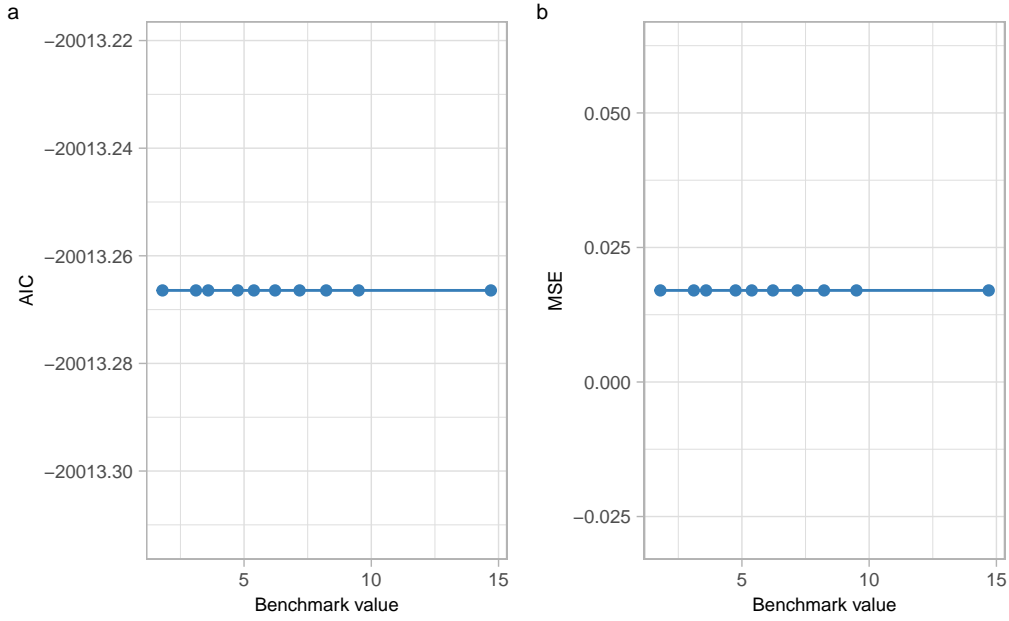 a
−20013.22
−20013.24
−20013.26
−20013.28
−20013.30
AIC
5 10 15
Benchmark value
b
0.050
0.025
0.000
−0.025
MSE
5 10 15
Benchmark value